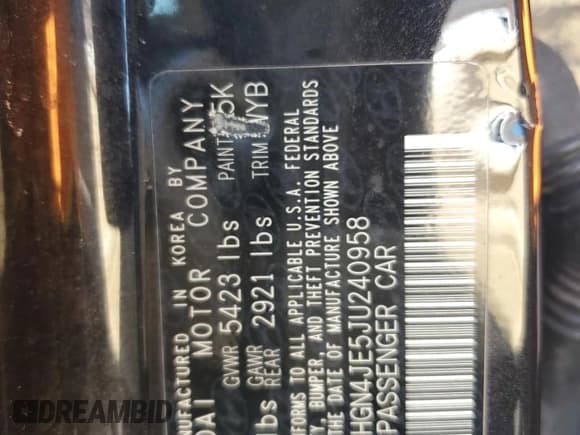 NUFACTURED IN KOREA BY
DAI MOTOR COMPANY
GVWR 5423 lbs PAINT 5K
lbs GAWR REAR 2921 lbs TRIM YB
FORMS TO ALL APPLICABLE U.S.A. FEDERAL
TY, BUMPER, AND THEFT PREVENTION STANDARDS
THE DATE OF MANUFACTURE SHOWN ABOVE
HGN4JE5JU240958
PASSENGER CAR
DREAMBID